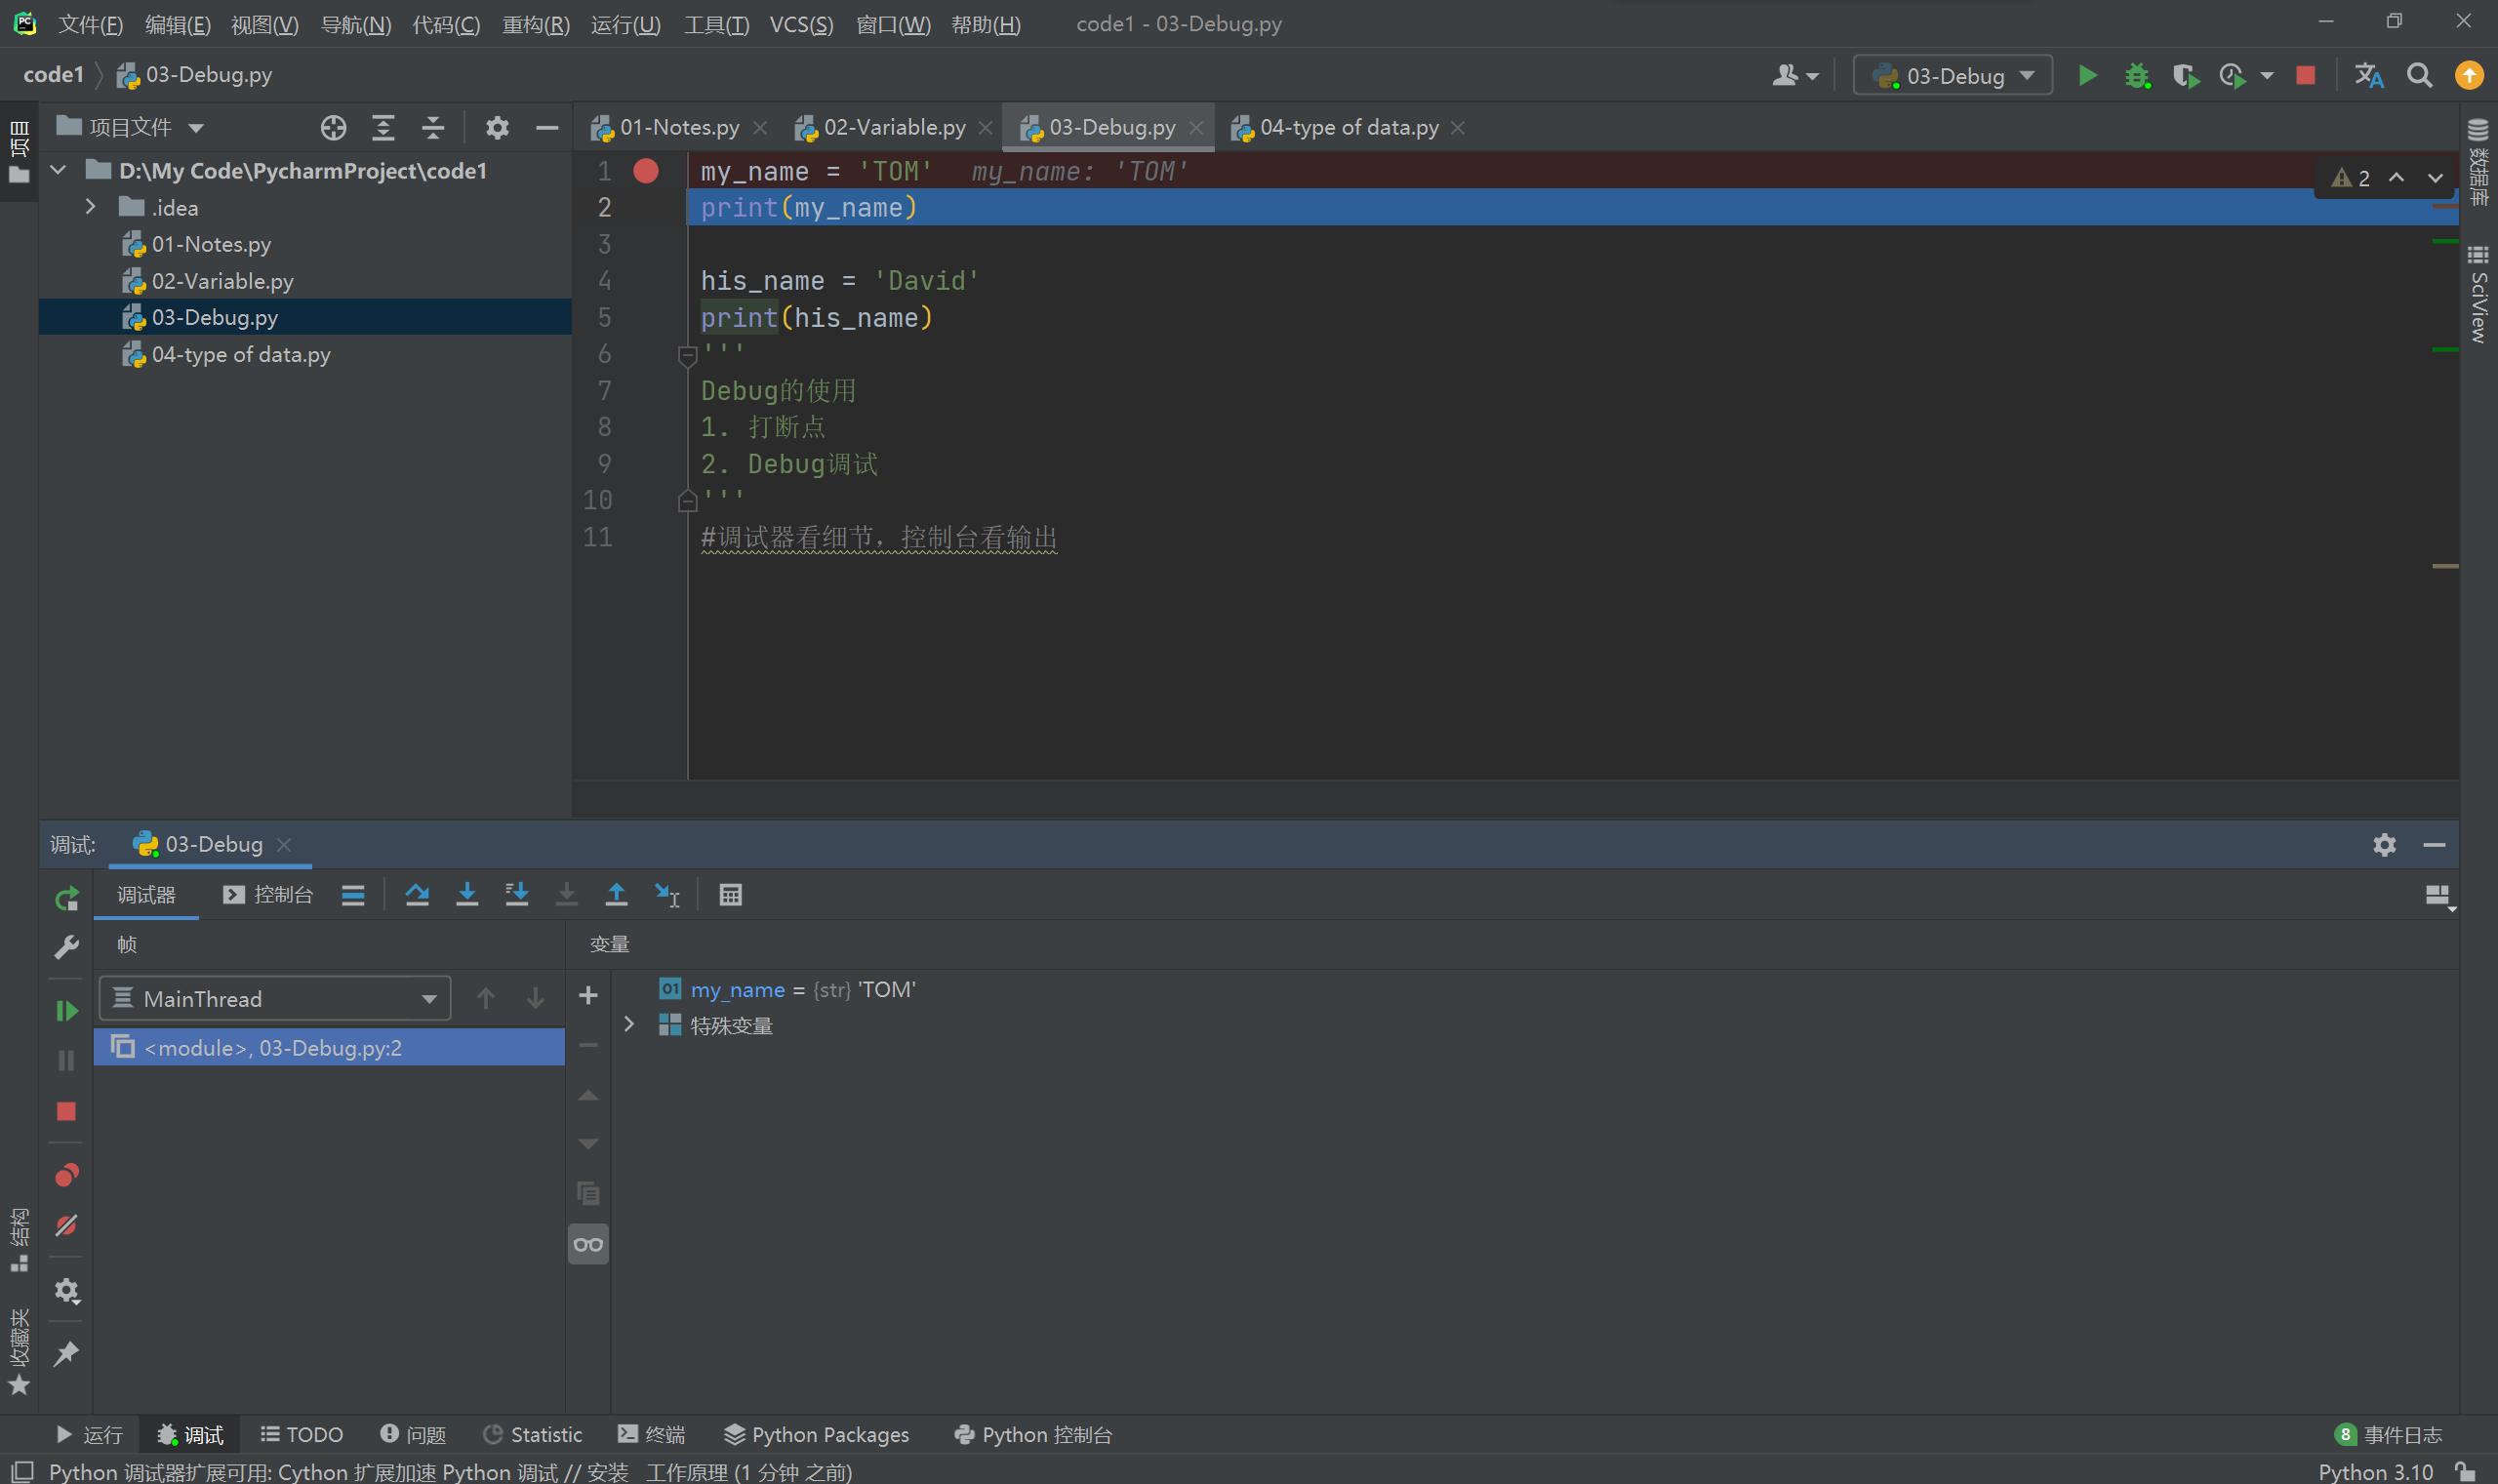 文件(F) 编辑(E) 视图(V) 导航(N) 代码(C) 重构(R) 运行(U) 工具(T) VCS(S) 窗口(W) 帮助(H) code1 - 03-Debug.py
code1 03-Debug.py
03-Debug
项目
项目文件
D:\My Code\PycharmProject\code1
.idea
01-Notes.py
02-Variable.py
03-Debug.py
04-type of data.py
01-Notes.py 02-Variable.py 03-Debug.py 04-type of data.py
1 my_name = 'TOM' my_name: 'TOM'
2 print(my_name)
3
4 his_name = 'David'
5 print(his_name)
6 '''
7 Debug的使用
8 1. 打断点
9 2. Debug调试
10 '''
11 #调试器看细节，控制台看输出
2
数据库
SciView
调试: 03-Debug
调试器 控制台
帧 变量
MainThread
<module>, 03-Debug.py:2
01 my_name = {str} 'TOM'
特殊变量
结构
收藏夹
运行 调试 TODO 问题 Statistic 终端 Python Packages Python 控制台 8 事件日志
Python 调试器扩展可用: Cython 扩展加速 Python 调试 // 安装 工作原理 (1 分钟 之前) Python 3.10